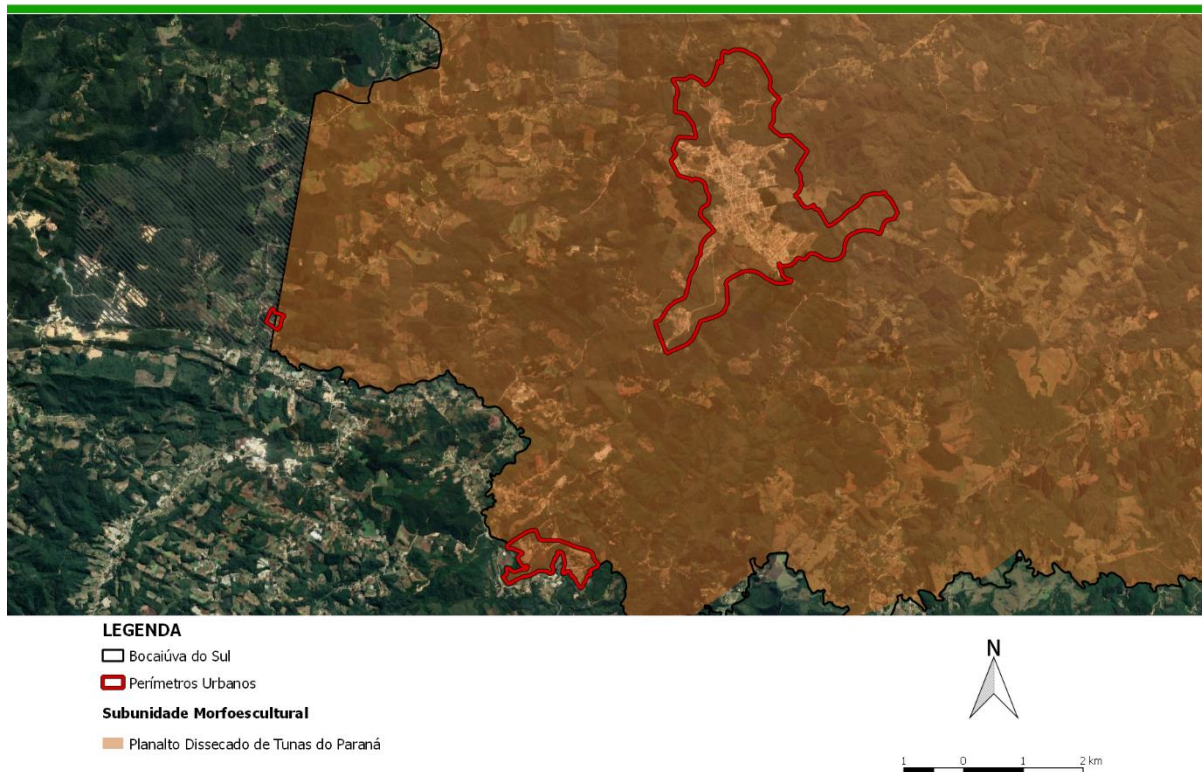 LEGENDA
Bocaiúva do Sul
Perímetros Urbanos
Subunidade Morfoescultural
Planalto Dissecado de Tunas do Paraná
N
1 0 1 2 km